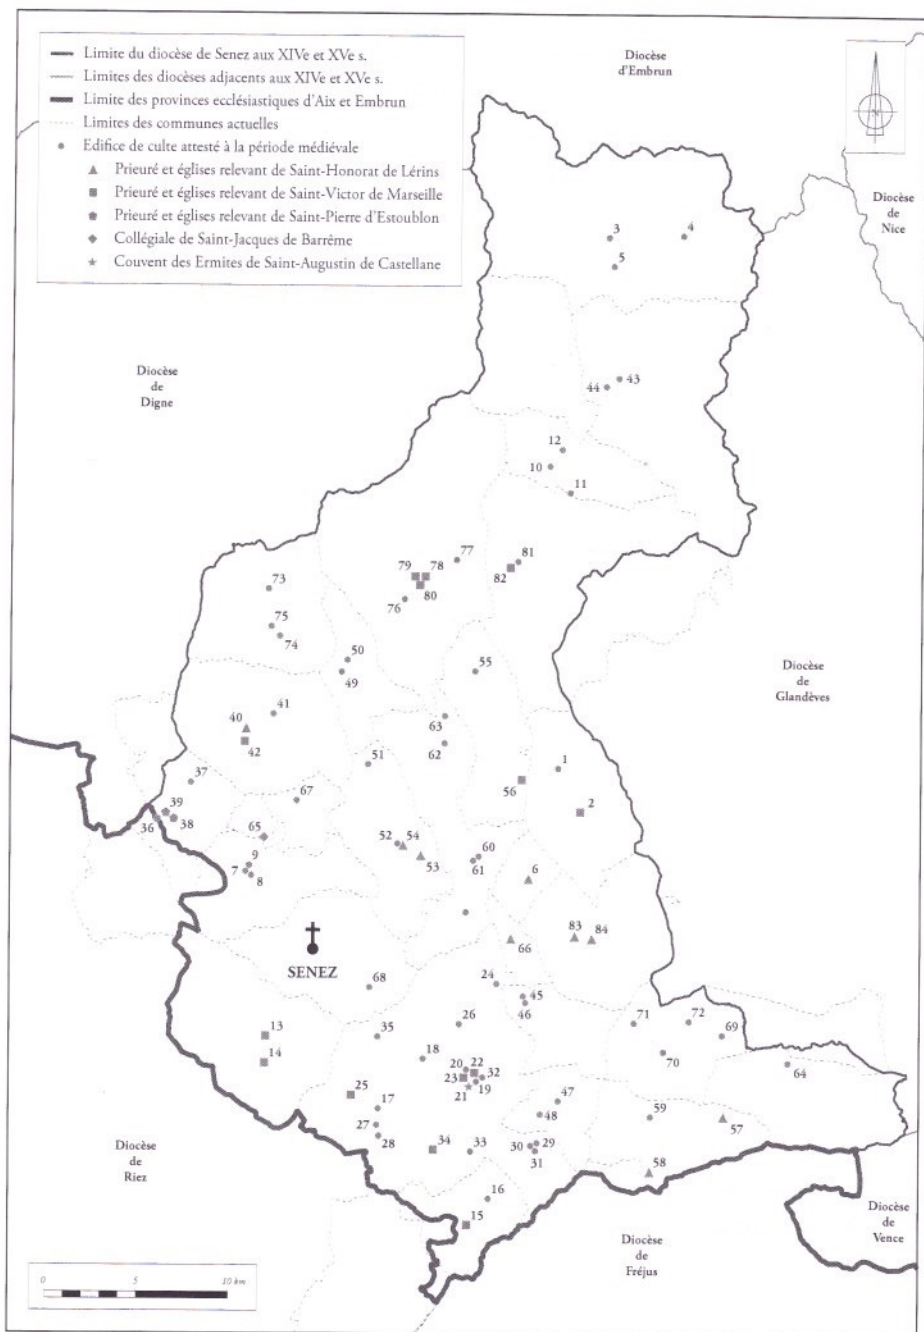 Limite du diocèse de Senez aux XIVe et XVe s.
Limites des diocèses adjacents aux XIVe et XVe s.
Limite des provinces ecclésiastiques d'Aix et Embrun
Limites des communes actuelles
Edifice de culte attesté à la période médiévale
Prieuré et églises relevant de Saint-Honorat de Lérins
Prieuré et églises relevant de Saint-Victor de Marseille
Prieuré et églises relevant de Saint-Pierre d'Estoublon
Collégiale de Saint-Jacques de Barrême
Couvent des Ermites de Saint-Augustin de Castellane
Diocèse
d'Embrun
N
Diocèse
de
Nice
3
4
5
Diocèse
de
Digne
44
43
12
10
11
77
81
79
78
82
80
76
73
75
74
50
49
55
Diocèse
de
Glandèves
41
40
42
63
62
51
1
56
2
37
67
39
36
38
65
52
54
53
60
61
6
9
7
8
83
84
66
SENEZ
68
24
45
46
26
71
72
69
13
35
14
18
70
64
20
22
32
23
19
21
25
17
47
48
59
57
27
28
34
33
30
29
31
58
Diocèse
de
Riez
16
15
Diocèse
de
Vence
Diocèse
de
Fréjus
0
5
10 km